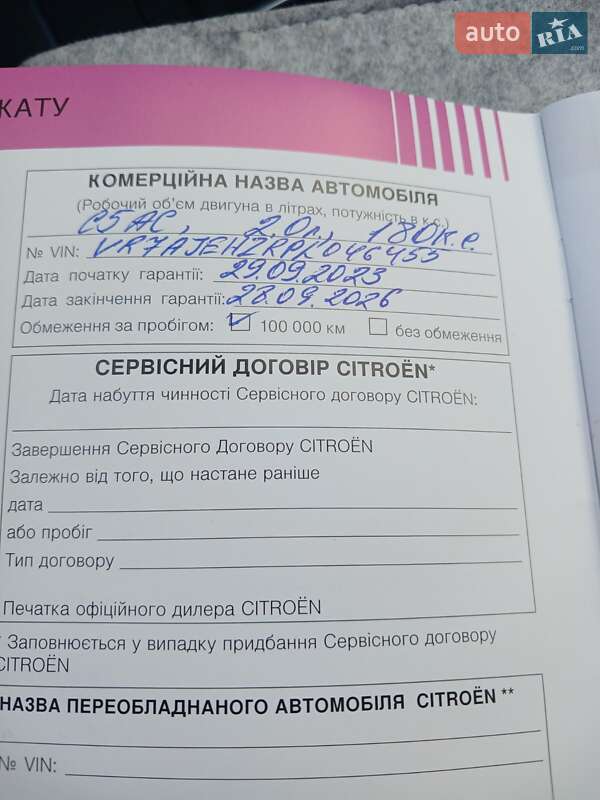 auto RIA .com
КАТУ
КОМЕРЦІЙНА НАЗВА АВТОМОБІЛЯ
(Робочий об'єм двигуна в літрах, потужність в к.с.)
C5 AC, 2.0л, 180 к.с.
№ VIN: VR7AJEHZRPL046455
Дата початку гарантії: 29.09.2023
Дата закінчення гарантії: 28.09.2026
Обмеження за пробігом: 100 000 км без обмеження
СЕРВІСНИЙ ДОГОВІР CITROËN*
Дата набуття чинності Сервісного договору CITROËN:
Завершення Сервісного Договору CITROËN
Залежно від того, що настане раніше
дата
або пробіг
Тип договору
Печатка офіційного дилера CITROËN
* Заповнюється у випадку придбання Сервісного договору
CITROËN
НАЗВА ПЕРЕОБЛАДНАНОГО АВТОМОБІЛЯ CITROËN **
№ VIN: